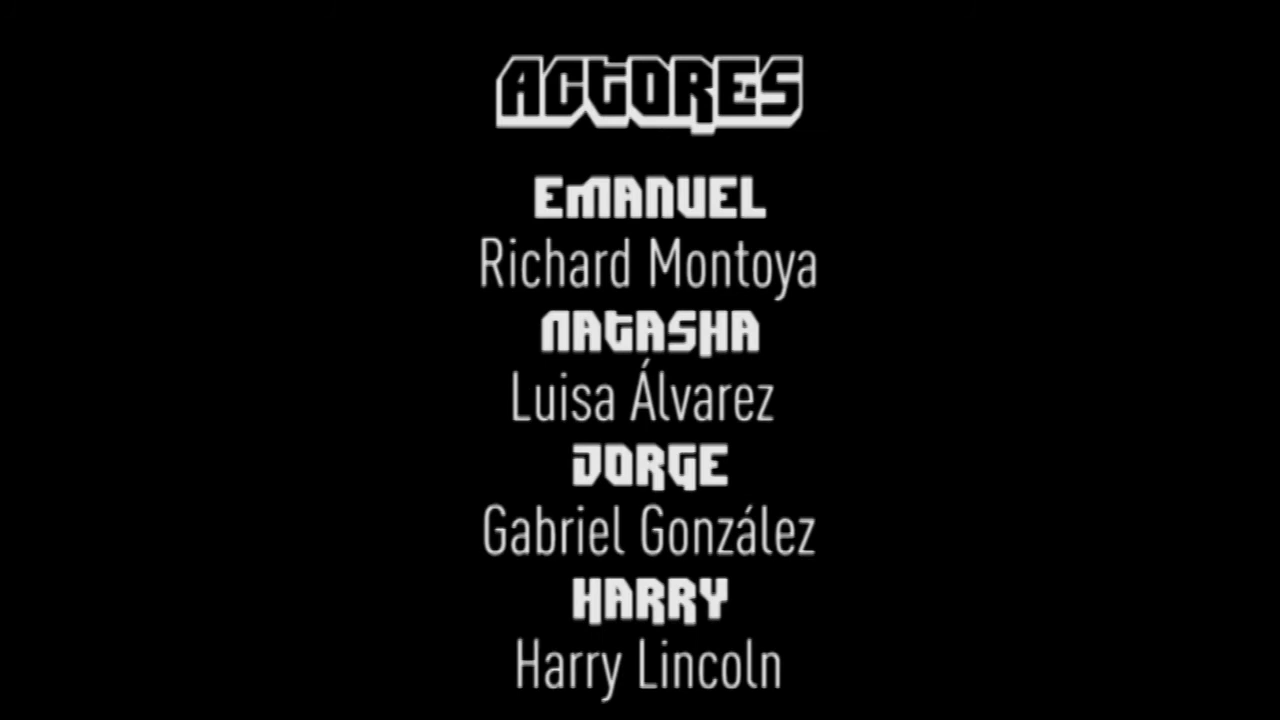 ACTORES
EMANUEL
Richard Montoya
NATASHA
Luisa Álvarez
JORGE
Gabriel González
HARRY
Harry Lincoln